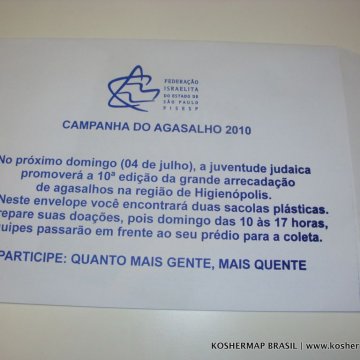 FEDERAÇÃO
ISRAELITA
DO ESTADO DE
SÃO PAULO
FISESP
CAMPANHA DO AGASALHO 2010
No próximo domingo (04 de julho), a juventude judaica
promoverá a 10ª edição da grande arrecadação
de agasalhos na região de Higienópolis.
Neste envelope você encontrará duas sacolas plásticas.
repare suas doações, pois domingo das 10 às 17 horas,
quipes passarão em frente ao seu prédio para a coleta.
PARTICIPE: QUANTO MAIS GENTE, MAIS QUENTE
KOSHERMAP BRASIL | www.kosher